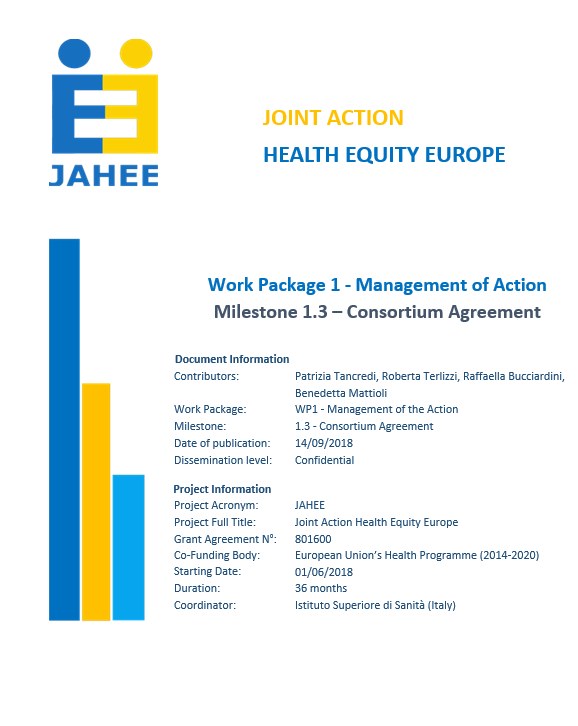 JAHEE
JOINT ACTION
HEALTH EQUITY EUROPE
Work Package 1 - Management of Action
Milestone 1.3 – Consortium Agreement
Document Information
Contributors: Patrizia Tancredi, Roberta Terlizzi, Raffaella Bucciardini,
Benedetta Mattioli
Work Package: WP1 - Management of the Action
Milestone: 1.3 - Consortium Agreement
Date of publication: 14/09/2018
Dissemination level: Confidential
Project Information
Project Acronym: JAHEE
Project Full Title: Joint Action Health Equity Europe
Grant Agreement N°: 801600
Co-Funding Body: European Union’s Health Programme (2014-2020)
Starting Date: 01/06/2018
Duration: 36 months
Coordinator: Istituto Superiore di Sanità (Italy)